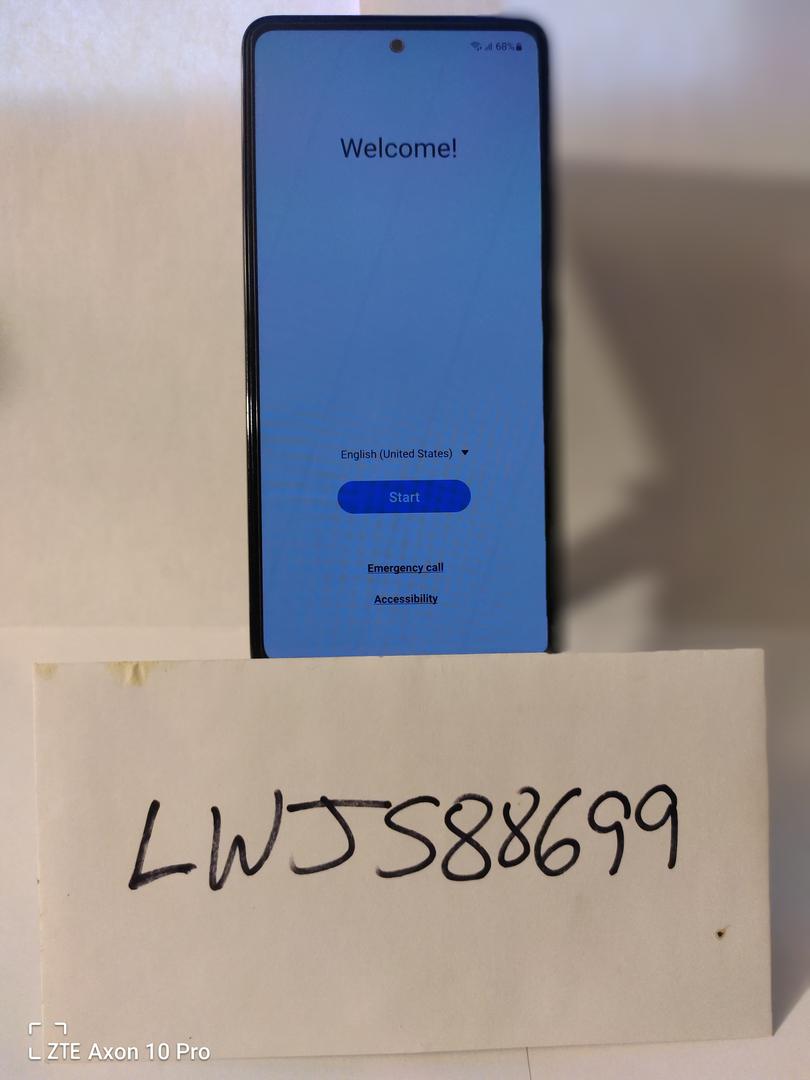 68%
Welcome!
English (United States)
Start
Emergency call
Accessibility
LWJS88699
ZTE Axon 10 Pro